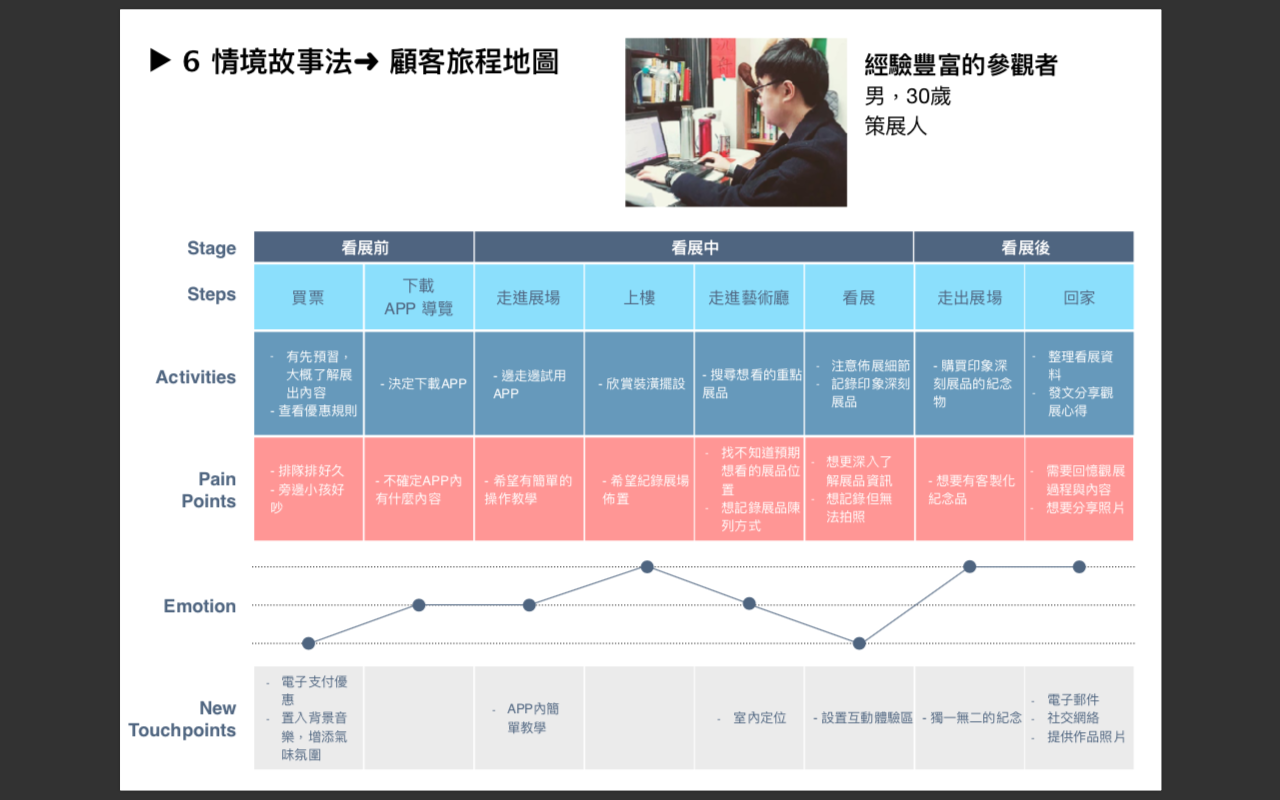 ▶ 6 情境故事法➜ 顧客旅程地圖
經驗豐富的參觀者
男，30歲
策展人
Stage
看展前
看展中
看展後
Steps
買票
下載
APP 導覽
走進展場
上樓
走進藝術廳
看展
走出展場
回家
Activities
- 有先預習，
大概了解展
出內容
- 查看優惠規則
- 決定下載APP
- 邊走邊試用
APP
- 欣賞裝潢擺設
- 搜尋想看的重點
展品
- 注意佈展細節
- 記錄印象深刻
展品
- 購買印象深
刻展品的紀念
物
- 整理看展資
料
- 發文分享觀
展心得
Pain
Points
- 排隊排好久
- 旁邊小孩好
吵
- 不確定APP內
有什麼內容
- 希望有簡單的
操作教學
- 希望紀錄展場
佈置
- 找不知道預期
想看的展品位
置
- 想記錄展品陳
列方式
- 想更深入了
解展品資訊
- 想記錄但無
法拍照
- 想要有客製化
紀念品
- 需要回憶觀展
過程與內容
- 想要分享照片
Emotion
New
Touchpoints
- 電子支付優
惠
- 置入背景音
樂，增添氣
味氛圍
- APP內簡
單教學
- 室內定位
- 設置互動體驗區
- 獨一無二的紀念
- 電子郵件
- 社交網絡
- 提供作品照片